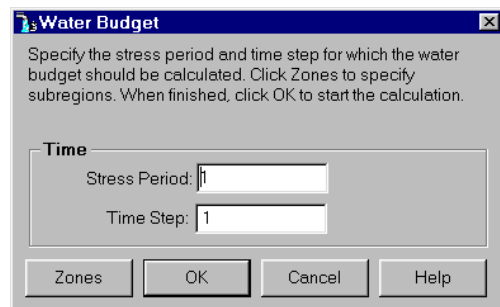 Water Budget
Specify the stress period and time step for which the water
budget should be calculated. Click Zones to specify
subregions. When finished, click OK to start the calculation.
Time
Stress Period: 1
Time Step: 1
Zones OK Cancel Help